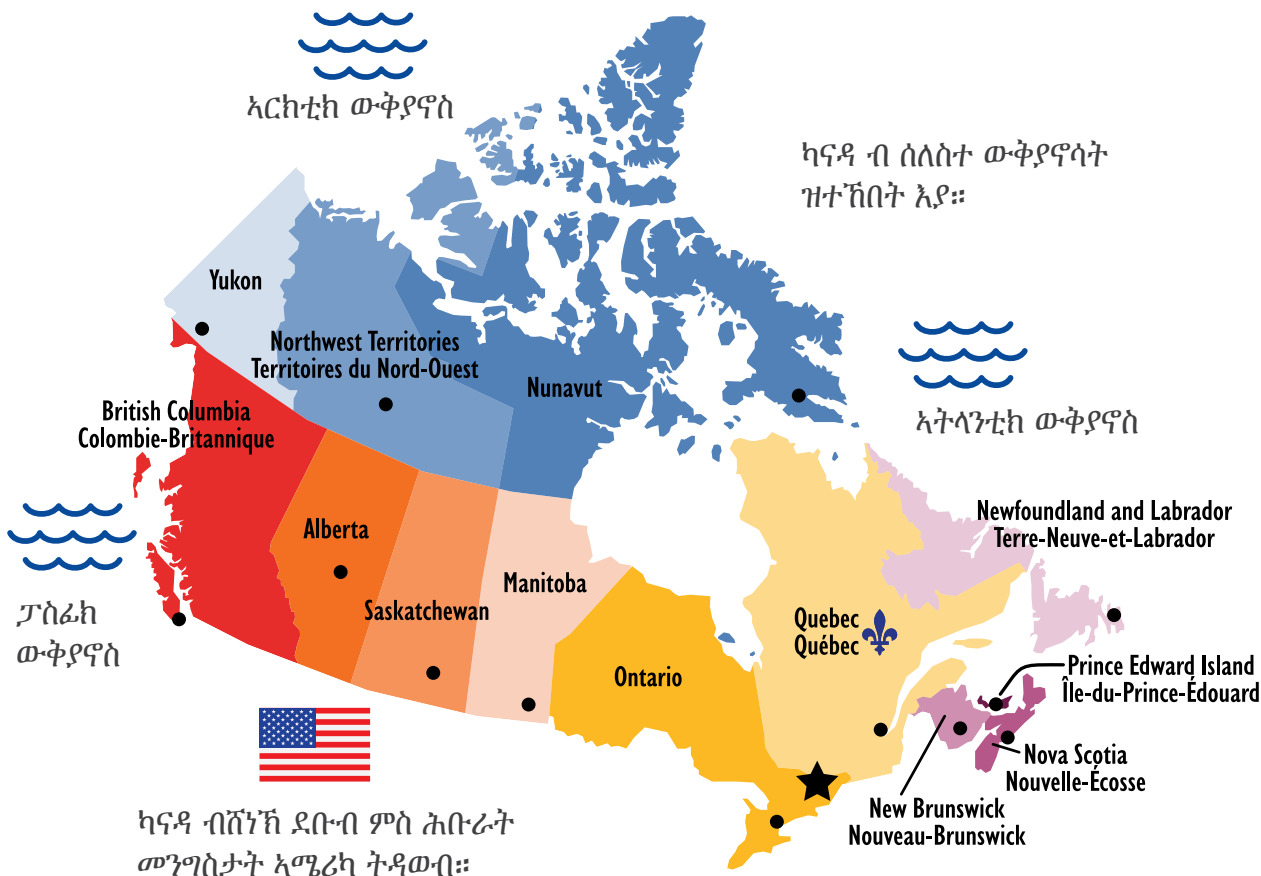 ኣርክቲክ ውቅያኖስ
ካናዳ ብ ሰለስተ ውቅያኖሳት
ዝተኸበት እያ።
Yukon
Northwest Territories
Territoires du Nord-Ouest
Nunavut
British Columbia
Colombie-Britannique
ኣትላንቲክ ውቅያኖስ
Newfoundland and Labrador
Terre-Neuve-et-Labrador
Alberta
Saskatchewan
Manitoba
ፓስፊክ
ውቅያኖስ
Quebec
Québec
Ontario
Prince Edward Island
Île-du-Prince-Édouard
Nova Scotia
Nouvelle-Écosse
New Brunswick
Nouveau-Brunswick
ካናዳ ብሸነኽ ደቡብ ምስ ሕቡራት
መንግስታት ኣሜሪካ ትዳወብ።